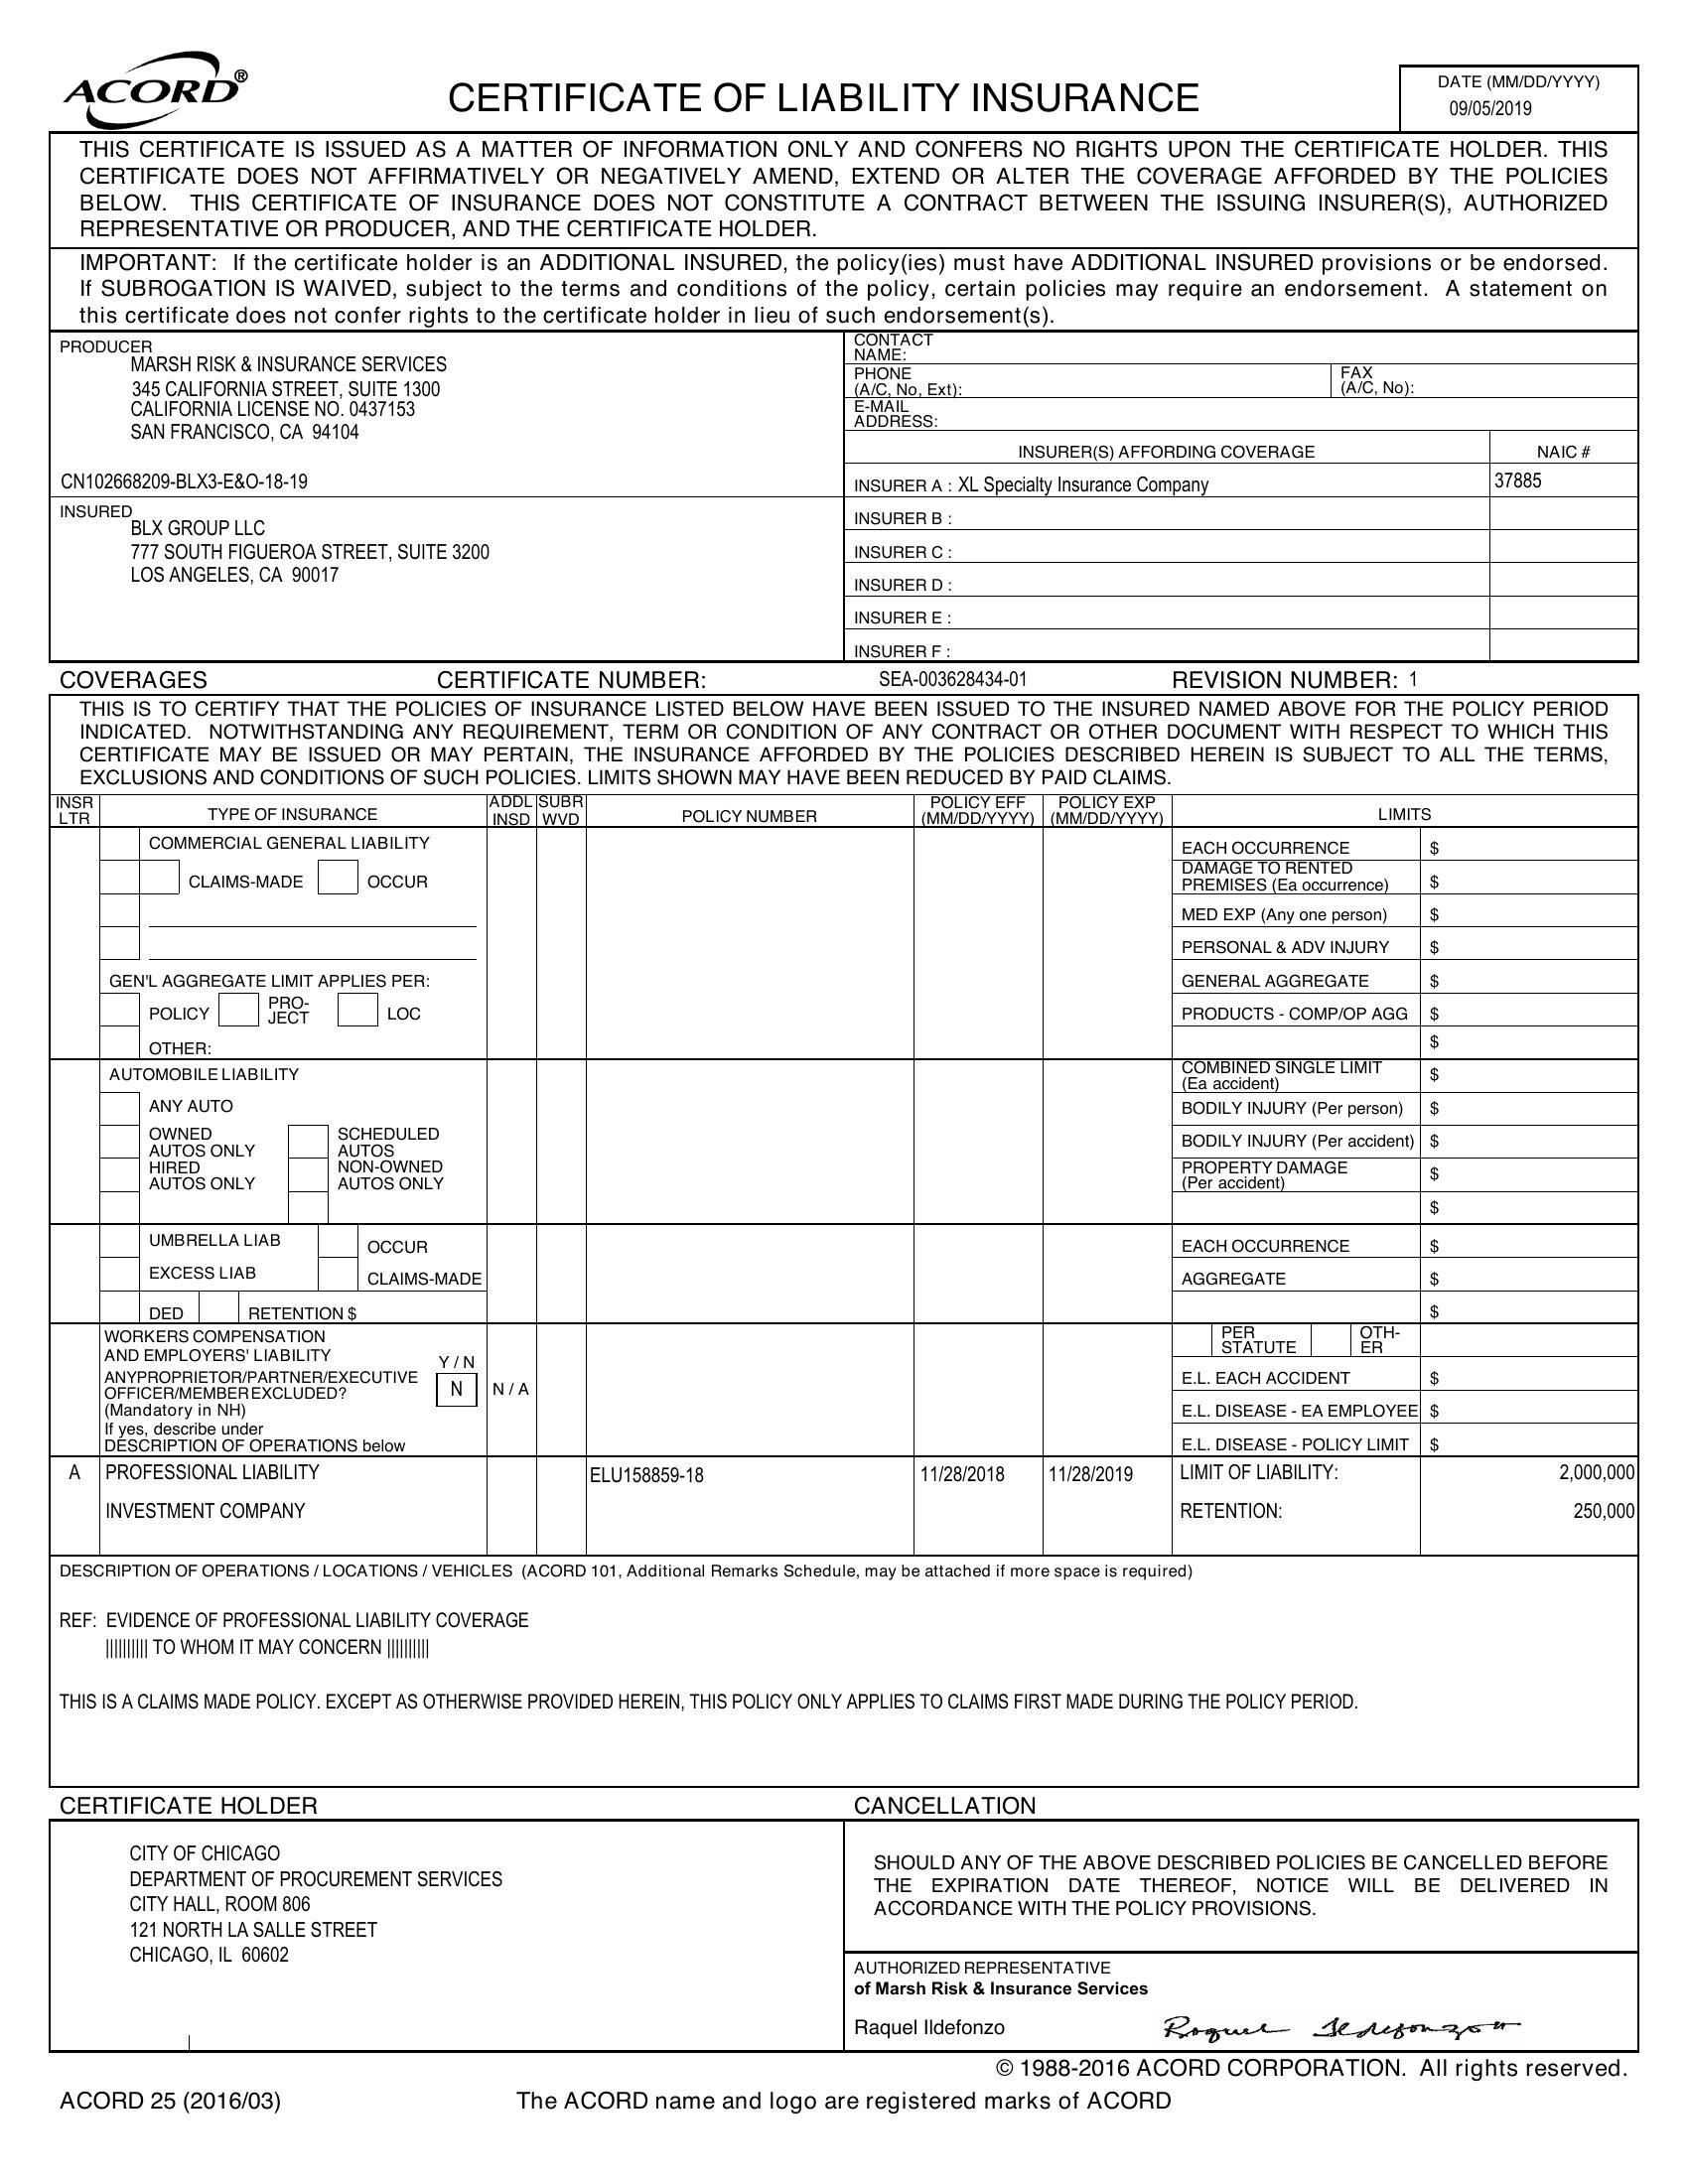 ACORD®
CERTIFICATE OF LIABILITY INSURANCE
DATE (MM/DD/YYYY)
09/05/2019
THIS CERTIFICATE IS ISSUED AS A MATTER OF INFORMATION ONLY AND CONFERS NO RIGHTS UPON THE CERTIFICATE HOLDER. THIS
CERTIFICATE DOES NOT AFFIRMATIVELY OR NEGATIVELY AMEND, EXTEND OR ALTER THE COVERAGE AFFORDED BY THE POLICIES
BELOW. THIS CERTIFICATE OF INSURANCE DOES NOT CONSTITUTE A CONTRACT BETWEEN THE ISSUING INSURER(S), AUTHORIZED
REPRESENTATIVE OR PRODUCER, AND THE CERTIFICATE HOLDER.
IMPORTANT: If the certificate holder is an ADDITIONAL INSURED, the policy(ies) must have ADDITIONAL INSURED provisions or be endorsed.
If SUBROGATION IS WAIVED, subject to the terms and conditions of the policy, certain policies may require an endorsement. A statement on
this certificate does not confer rights to the certificate holder in lieu of such endorsement(s).
PRODUCER
MARSH RISK & INSURANCE SERVICES
345 CALIFORNIA STREET, SUITE 1300
CALIFORNIA LICENSE NO. 0437153
SAN FRANCISCO, CA 94104
CN102668209-BLX3-E&O-18-19
INSURED
BLX GROUP LLC
777 SOUTH FIGUEROA STREET, SUITE 3200
LOS ANGELES, CA 90017
CONTACT
NAME:
PHONE
(A/C, No, Ext):
FAX
(A/C, No):
E-MAIL
ADDRESS:
INSURER(S) AFFORDING COVERAGE NAIC #
INSURER A : XL Specialty Insurance Company 37885
INSURER B :
INSURER C :
INSURER D :
INSURER E :
INSURER F :
COVERAGES CERTIFICATE NUMBER: SEA-003628434-01 REVISION NUMBER: 1
THIS IS TO CERTIFY THAT THE POLICIES OF INSURANCE LISTED BELOW HAVE BEEN ISSUED TO THE INSURED NAMED ABOVE FOR THE POLICY PERIOD
INDICATED. NOTWITHSTANDING ANY REQUIREMENT, TERM OR CONDITION OF ANY CONTRACT OR OTHER DOCUMENT WITH RESPECT TO WHICH THIS
CERTIFICATE MAY BE ISSUED OR MAY PERTAIN, THE INSURANCE AFFORDED BY THE POLICIES DESCRIBED HEREIN IS SUBJECT TO ALL THE TERMS,
EXCLUSIONS AND CONDITIONS OF SUCH POLICIES. LIMITS SHOWN MAY HAVE BEEN REDUCED BY PAID CLAIMS.
INSR
LTR
TYPE OF INSURANCE
ADDL
INSD
SUBR
WVD
POLICY NUMBER
POLICY EFF
(MM/DD/YYYY)
POLICY EXP
(MM/DD/YYYY)
LIMITS
COMMERCIAL GENERAL LIABILITY
CLAIMS-MADE OCCUR
GEN'L AGGREGATE LIMIT APPLIES PER:
POLICY
PRO-
JECT
LOC
OTHER:
EACH OCCURRENCE $
DAMAGE TO RENTED
PREMISES (Ea occurrence) $
MED EXP (Any one person) $
PERSONAL & ADV INJURY $
GENERAL AGGREGATE $
PRODUCTS - COMP/OP AGG $
$
AUTOMOBILE LIABILITY
ANY AUTO
OWNED
AUTOS ONLY
SCHEDULED
AUTOS
HIRED
AUTOS ONLY
NON-OWNED
AUTOS ONLY
COMBINED SINGLE LIMIT
(Ea accident) $
BODILY INJURY (Per person) $
BODILY INJURY (Per accident) $
PROPERTY DAMAGE
(Per accident) $
$
UMBRELLA LIAB OCCUR
EXCESS LIAB CLAIMS-MADE
DED RETENTION $
EACH OCCURRENCE $
AGGREGATE $
$
WORKERS COMPENSATION
AND EMPLOYERS' LIABILITY
Y / N
ANYPROPRIETOR/PARTNER/EXECUTIVE
OFFICER/MEMBER EXCLUDED?
N
N / A
(Mandatory in NH)
If yes, describe under
DESCRIPTION OF OPERATIONS below
PER
STATUTE
OTH-
ER
E.L. EACH ACCIDENT $
E.L. DISEASE - EA EMPLOYEE $
E.L. DISEASE - POLICY LIMIT $
A PROFESSIONAL LIABILITY ELU158859-18 11/28/2018 11/28/2019 LIMIT OF LIABILITY: 2,000,000
INVESTMENT COMPANY RETENTION: 250,000
DESCRIPTION OF OPERATIONS / LOCATIONS / VEHICLES (ACORD 101, Additional Remarks Schedule, may be attached if more space is required)
REF: EVIDENCE OF PROFESSIONAL LIABILITY COVERAGE
|||||||||| TO WHOM IT MAY CONCERN ||||||||||
THIS IS A CLAIMS MADE POLICY. EXCEPT AS OTHERWISE PROVIDED HEREIN, THIS POLICY ONLY APPLIES TO CLAIMS FIRST MADE DURING THE POLICY PERIOD.
CERTIFICATE HOLDER
CITY OF CHICAGO
DEPARTMENT OF PROCUREMENT SERVICES
CITY HALL, ROOM 806
121 NORTH LA SALLE STREET
CHICAGO, IL 60602
CANCELLATION
SHOULD ANY OF THE ABOVE DESCRIBED POLICIES BE CANCELLED BEFORE
THE EXPIRATION DATE THEREOF, NOTICE WILL BE DELIVERED IN
ACCORDANCE WITH THE POLICY PROVISIONS.
AUTHORIZED REPRESENTATIVE
of Marsh Risk & Insurance Services
Raquel Ildefonzo Raquel Ildefonzo
© 1988-2016 ACORD CORPORATION. All rights reserved.
ACORD 25 (2016/03) The ACORD name and logo are registered marks of ACORD